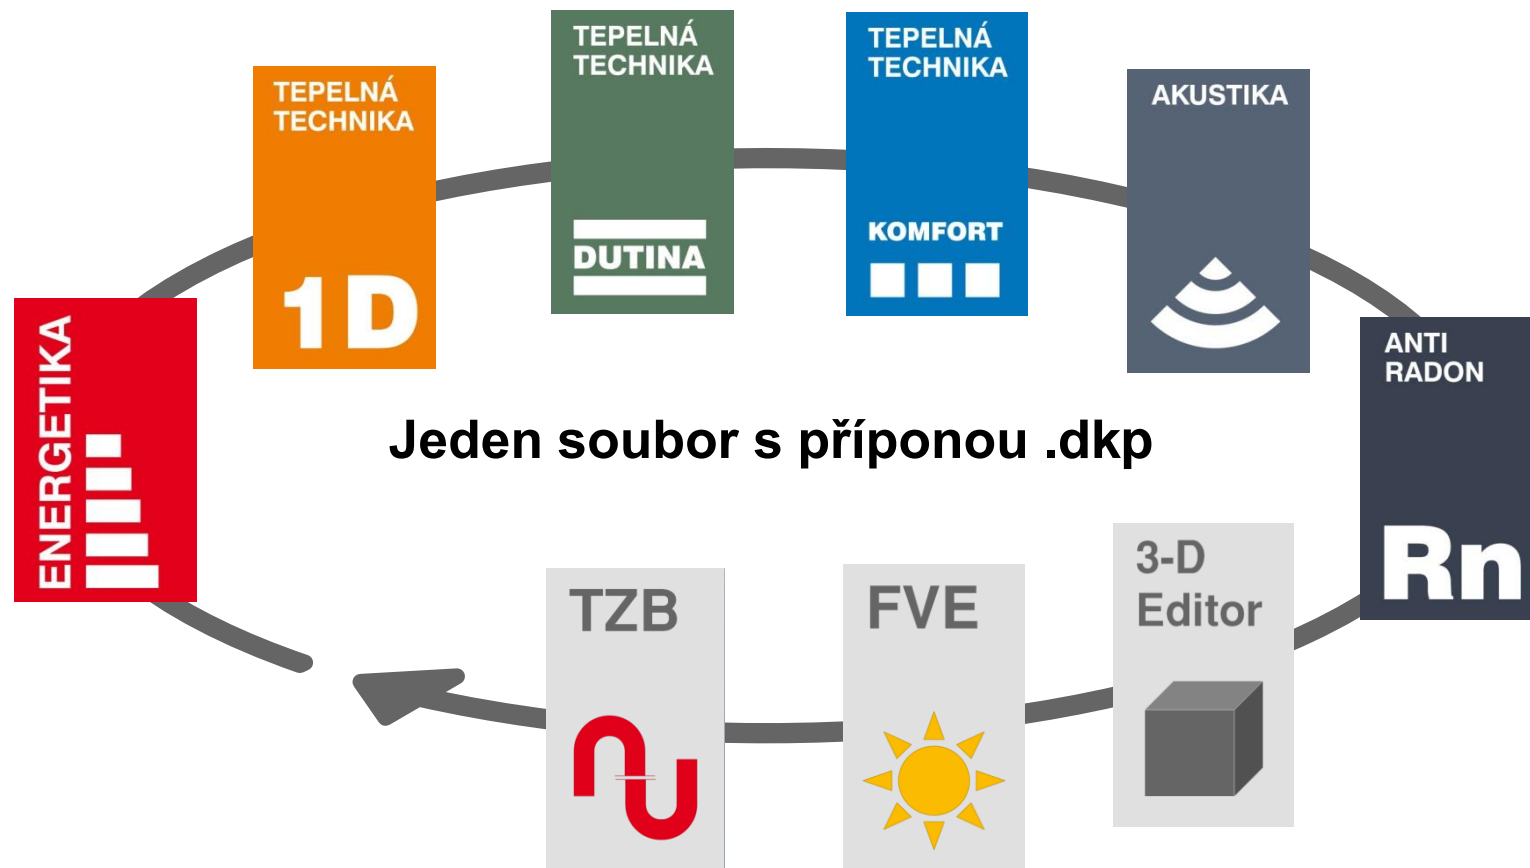 TEPELNÁ
TECHNIKA
1D
TEPELNÁ
TECHNIKA
DUTINA
TEPELNÁ
TECHNIKA
KOMFORT
AKUSTIKA
ENERGETIKA
ANTI
RADON
Rn
Jeden soubor s příponou .dkp
TZB
FVE
3-D
Editor